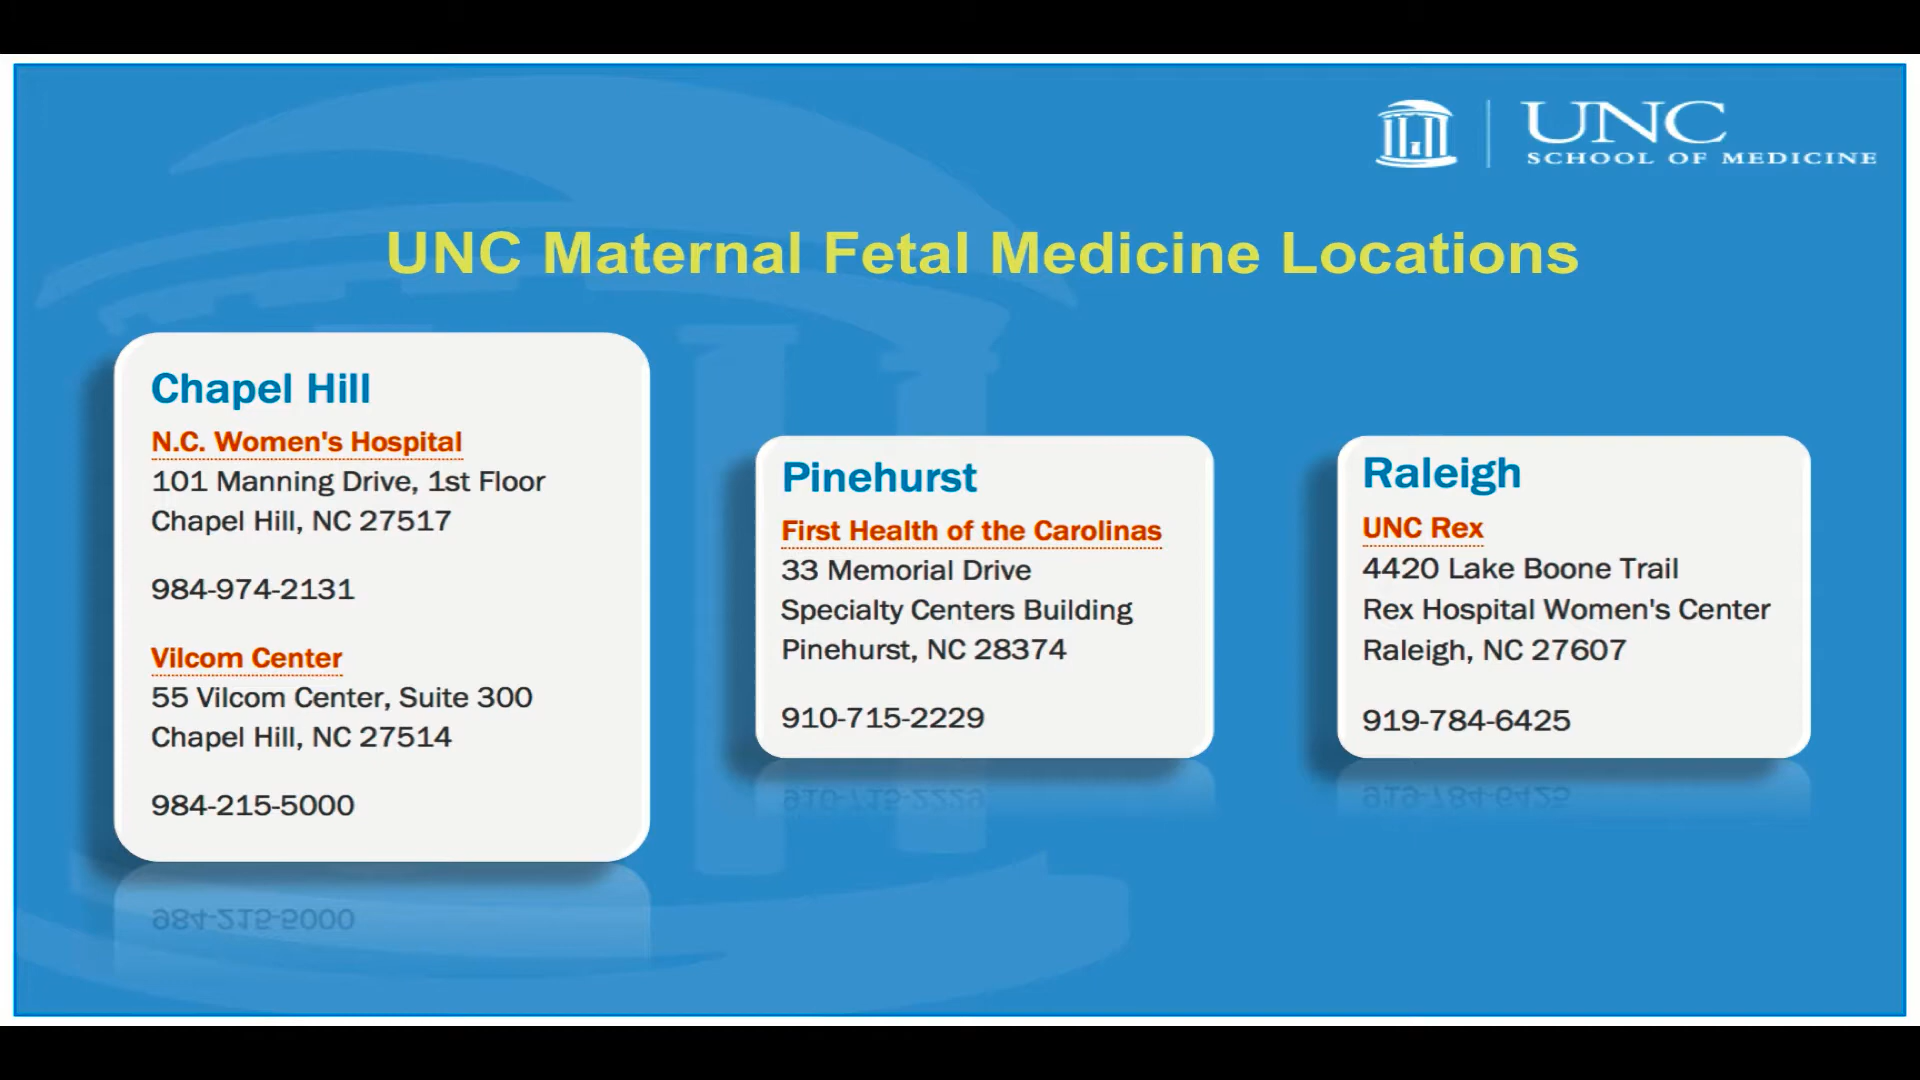 UNC
SCHOOL OF MEDICINE
UNC Maternal Fetal Medicine Locations
Chapel Hill
N.C. Women's Hospital
101 Manning Drive, 1st Floor
Chapel Hill, NC 27517
984-974-2131
Vilcom Center
55 Vilcom Center, Suite 300
Chapel Hill, NC 27514
984-215-5000
Pinehurst
First Health of the Carolinas
33 Memorial Drive
Specialty Centers Building
Pinehurst, NC 28374
910-715-2229
Raleigh
UNC Rex
4420 Lake Boone Trail
Rex Hospital Women's Center
Raleigh, NC 27607
919-784-6425